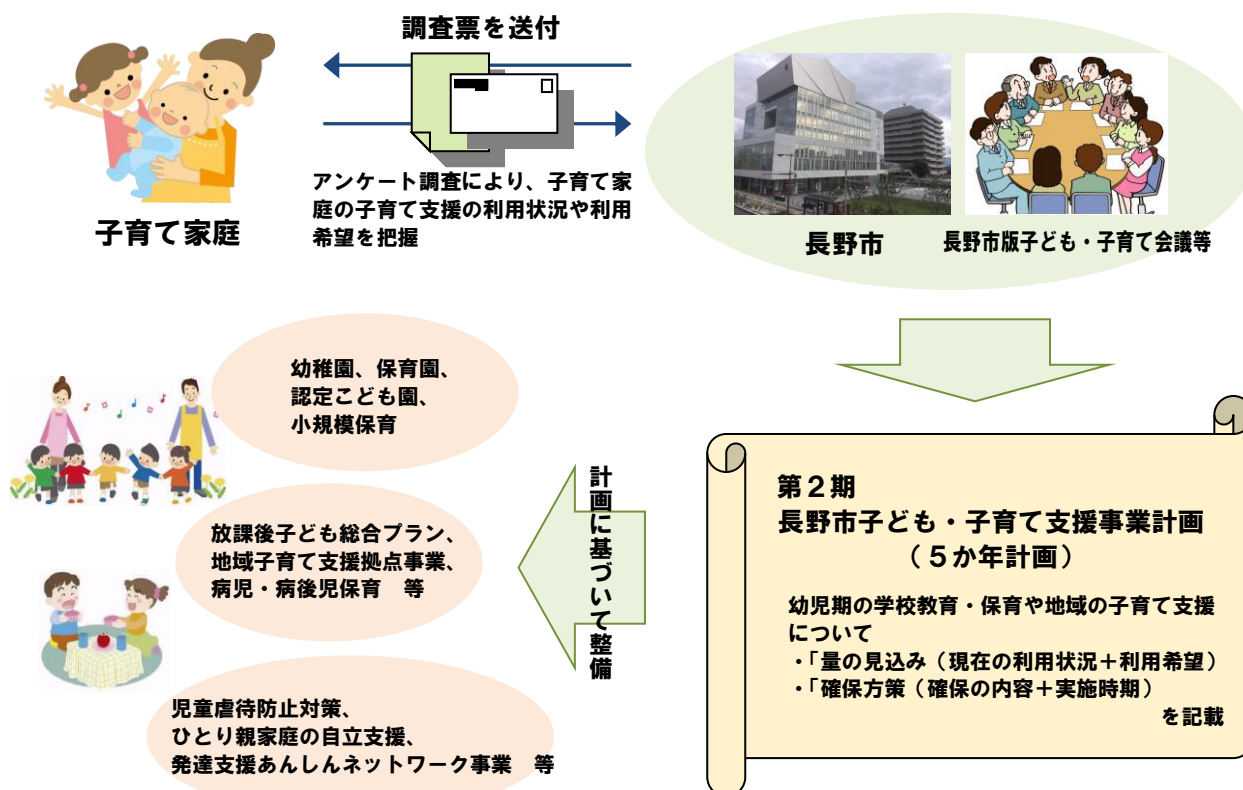 調査票を送付
アンケート調査により、子育て家
庭の子育て支援の利用状況や利用
希望を把握
子育て家庭
長野市
長野市版子ども・子育て会議等
第２期
長野市子ども・子育て支援事業計画
（５か年計画）
幼児期の学校教育・保育や地域の子育て支援
について
・「量の見込み（現在の利用状況＋利用希望）
・「確保方策（確保の内容＋実施時期）
を記載
計画に基づいて整備
幼稚園、保育園、
認定こども園、
小規模保育
放課後子ども総合プラン、
地域子育て支援拠点事業、
病児・病後児保育　等
児童虐待防止対策、
ひとり親家庭の自立支援、
発達支援あんしんネットワーク事業　等